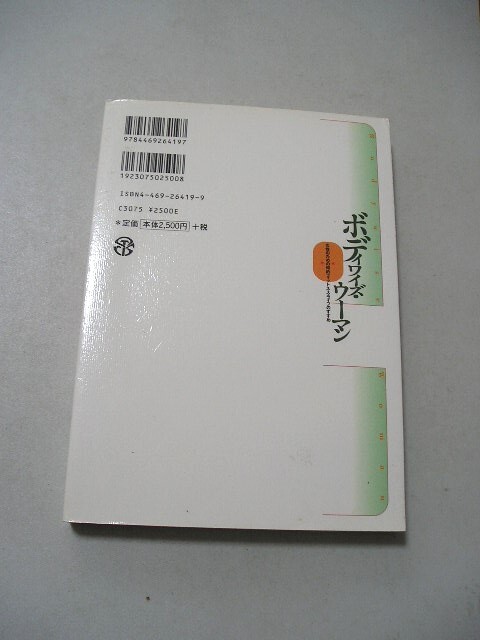 9784469264197
1923075025008
ISBN4-469-26419-9
C3075 ¥2500E
*定価 本体2,500円 +税
ボディワイズ・ウーマン